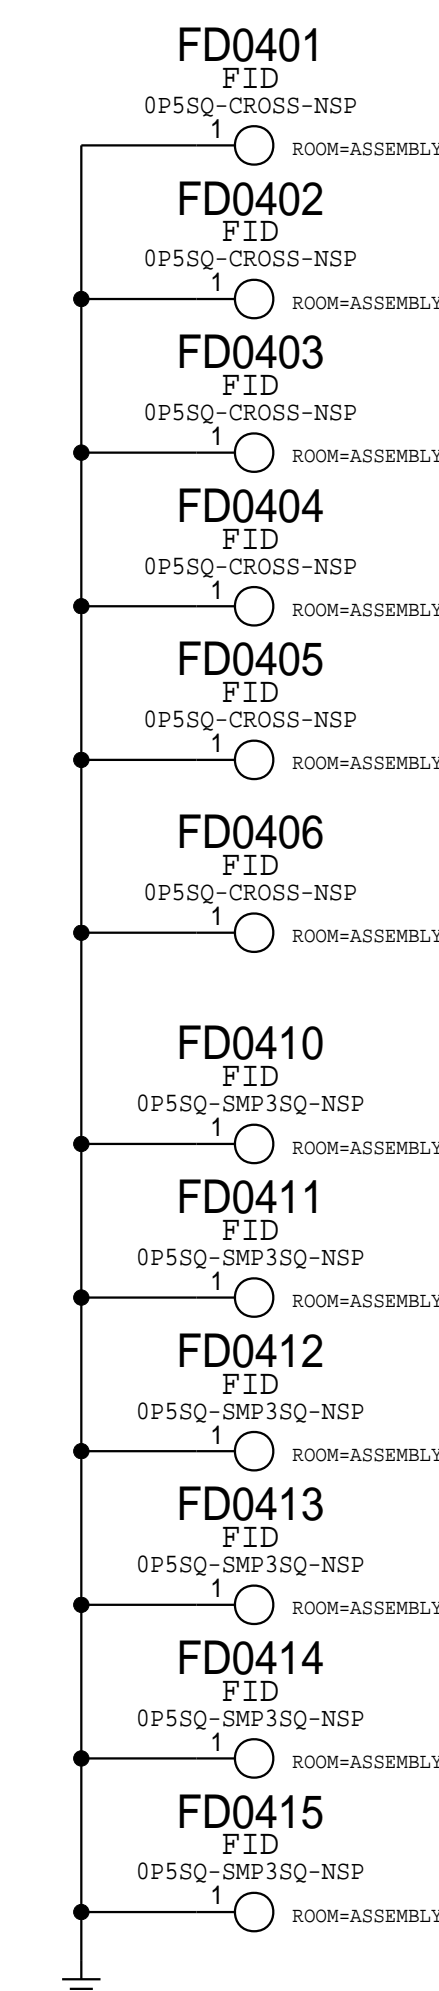 FD0401
FID
0P5SQ-CROSS-NSP
1
ROOM=ASSEMBLY
FD0402
FID
0P5SQ-CROSS-NSP
1
ROOM=ASSEMBLY
FD0403
FID
0P5SQ-CROSS-NSP
1
ROOM=ASSEMBLY
FD0404
FID
0P5SQ-CROSS-NSP
1
ROOM=ASSEMBLY
FD0405
FID
0P5SQ-CROSS-NSP
1
ROOM=ASSEMBLY
FD0406
FID
0P5SQ-CROSS-NSP
1
ROOM=ASSEMBLY
FD0410
FID
0P5SQ-SMP3SQ-NSP
1
ROOM=ASSEMBLY
FD0411
FID
0P5SQ-SMP3SQ-NSP
1
ROOM=ASSEMBLY
FD0412
FID
0P5SQ-SMP3SQ-NSP
1
ROOM=ASSEMBLY
FD0413
FID
0P5SQ-SMP3SQ-NSP
1
ROOM=ASSEMBLY
FD0414
FID
0P5SQ-SMP3SQ-NSP
1
ROOM=ASSEMBLY
FD0415
FID
0P5SQ-SMP3SQ-NSP
1
ROOM=ASSEMBLY